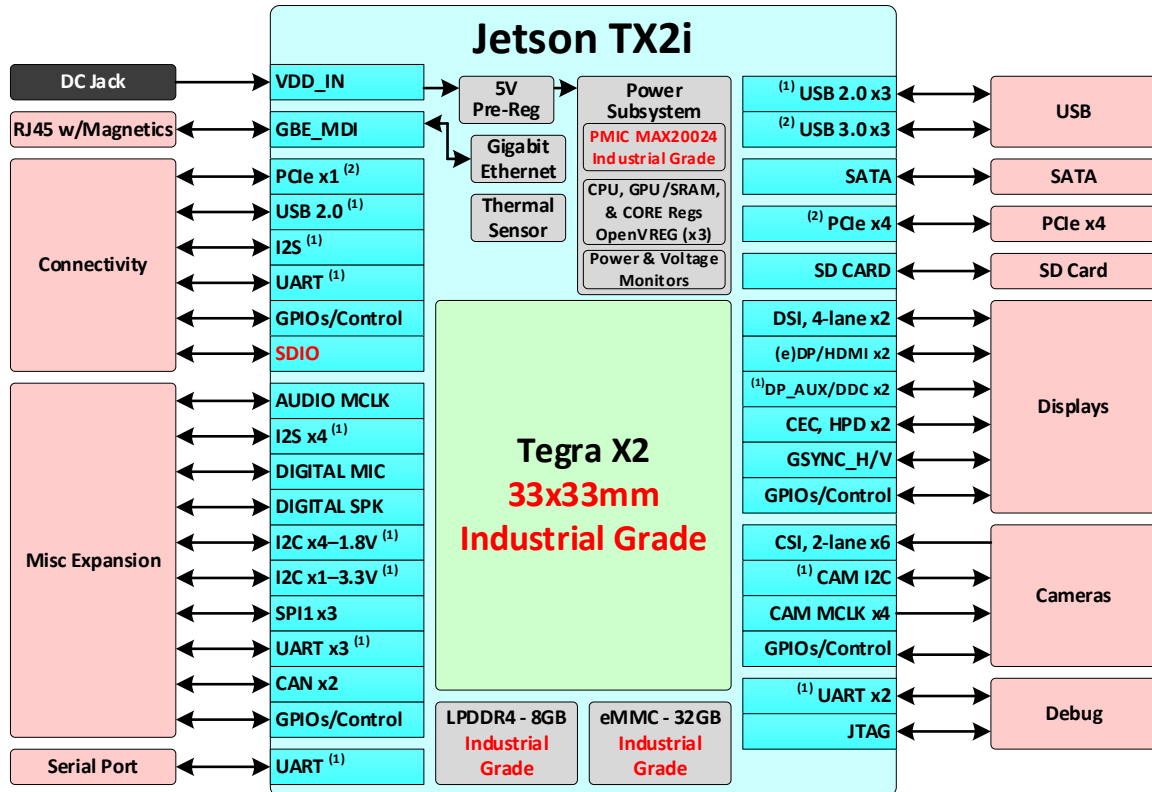 Jetson TX2i
DC Jack
VDD_IN
RJ45 w/Magnetics
GBE_MDI
Connectivity
PCIe x1 (2)
USB 2.0 (1)
I2S (1)
UART (1)
GPIOs/Control
SDIO
Misc Expansion
AUDIO MCLK
I2S x4 (1)
DIGITAL MIC
DIGITAL SPK
I2C x4–1.8V (1)
I2C x1–3.3V (1)
SPI1 x3
UART x3 (1)
CAN x2
GPIOs/Control
Serial Port
UART (1)
5V
Pre-Reg
Gigabit
Ethernet
Thermal
Sensor
Power
Subsystem
PMIC MAX20024
Industrial Grade
CPU, GPU/SRAM,
& CORE Regs
OpenVREG (x3)
Power & Voltage
Monitors
Tegra X2
33x33mm
Industrial Grade
LPDDR4 - 8GB
Industrial
Grade
eMMC - 32GB
Industrial
Grade
(1) USB 2.0 x3
(2) USB 3.0 x3
USB
SATA
SATA
(2) PCIe x4
PCIe x4
SD CARD
SD Card
DSI, 4-lane x2
(e)DP/HDMI x2
(1)DP_AUX/DDC x2
CEC, HPD x2
GSYNC_H/V
GPIOs/Control
Displays
CSI, 2-lane x6
(1) CAM I2C
CAM MCLK x4
GPIOs/Control
Cameras
(1) UART x2
JTAG
Debug